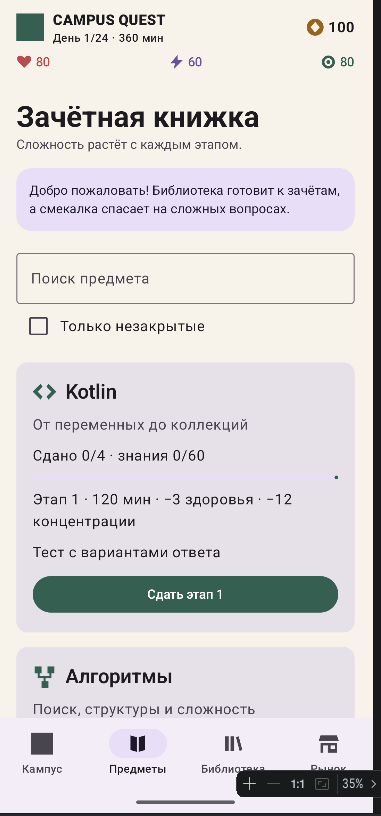 CAMPUS QUEST
День 1/24 · 360 мин
100
80
60
80
Зачётная книжка
Сложность растёт с каждым этапом.
Добро пожаловать! Библиотека готовит к зачётам,
а смекалка спасает на сложных вопросах.
Поиск предмета
Только незакрытые
Kotlin
От переменных до коллекций
Сдано 0/4 · знания 0/60
Этап 1 · 120 мин · −3 здоровья · −12
концентрации
Тест с вариантами ответа
Сдать этап 1
Алгоритмы
Поиск, структуры и сложность
Кампус
Предметы
Библиотека
Рынок
1:1
35%